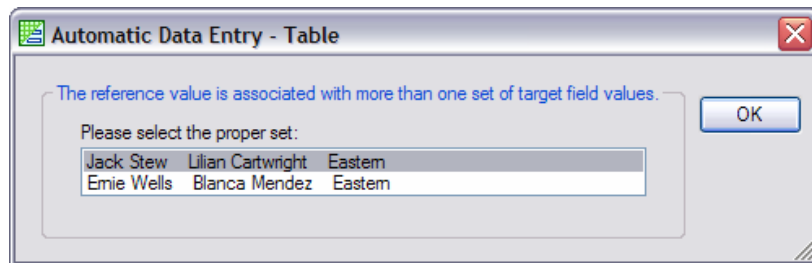 Automatic Data Entry - Table
The reference value is associated with more than one set of target field values.
OK
Please select the proper set:
Jack Stew Lilian Cartwright Eastern
Ernie Wells Blanca Mendez Eastern